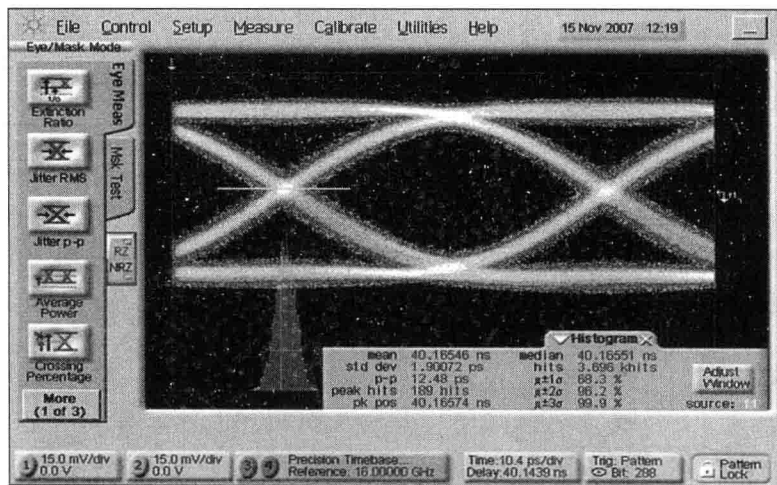 File Control Setup Measure Calibrate Utilities Help 15 Nov 2007 12:19
Eye/Mask Mode
Eye Meas
Msk Test
Extinction
Ratio
Jitter RMS
Jitter p-p
RZ
NRZ
Average
Power
Crossing
Percentage
More
(1 of 3)
Histogram
mean 40.16546 ns median 40.16551 ns
std dev 1.90072 ps hits 3.696 khits
p-p 12.48 ps μ±1σ 68.3 %
peak hits 189 hits μ±2σ 96.2 %
pk pos 40.16574 ns μ±3σ 99.9 %
Adjust
Window
source:
1 15.0 mV/div
0.0 V
2 15.0 mV/div
0.0 V
3 4 Precision Timebase...
Reference: 16.00000 GHz
Time:10.4 ps/div
Delay:40.1439 ns
Trig: Pattern
Bit: 288
Pattern
Lock